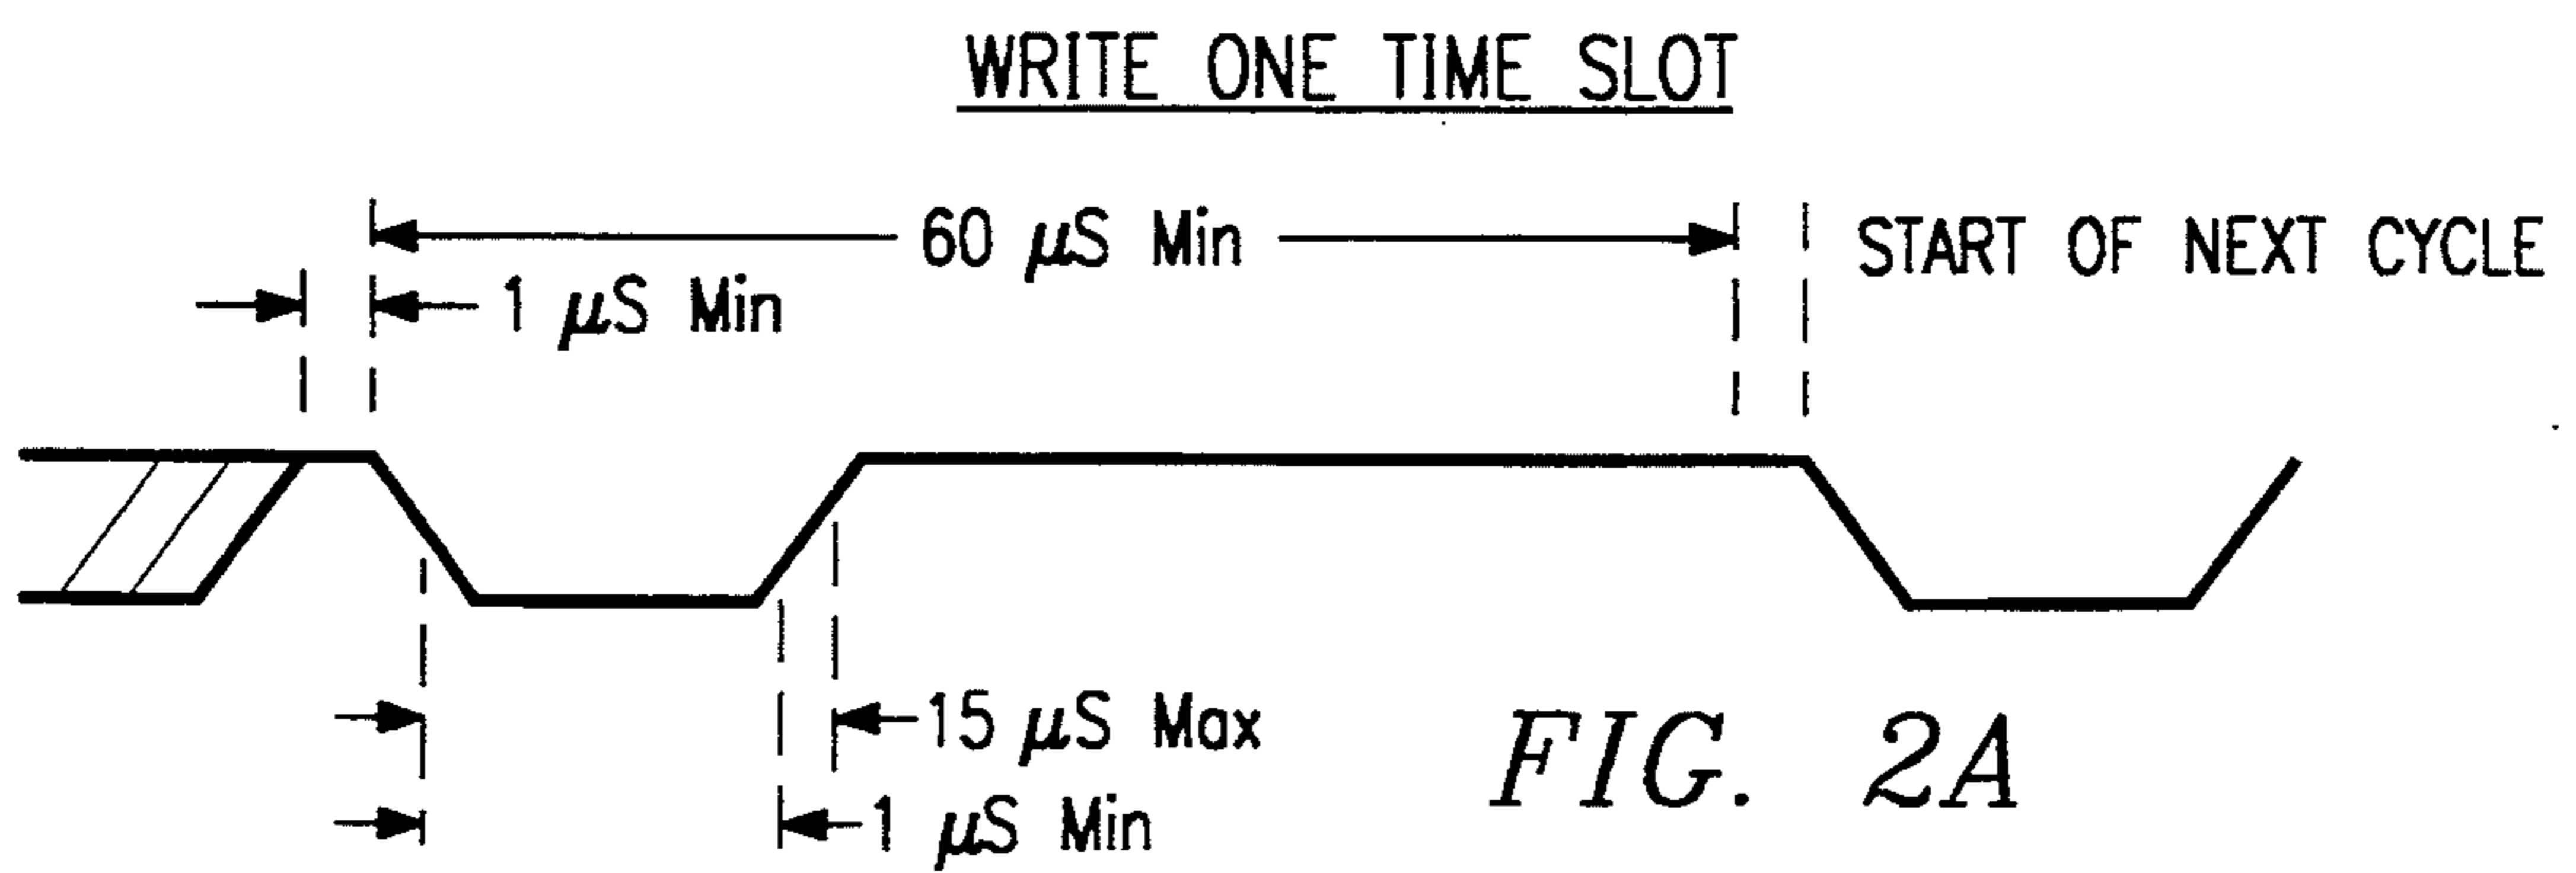 WRITE ONE TIME SLOT
60 μS Min
START OF NEXT CYCLE
1 μS Min
15 μS Max
1 μS Min
FIG. 2A